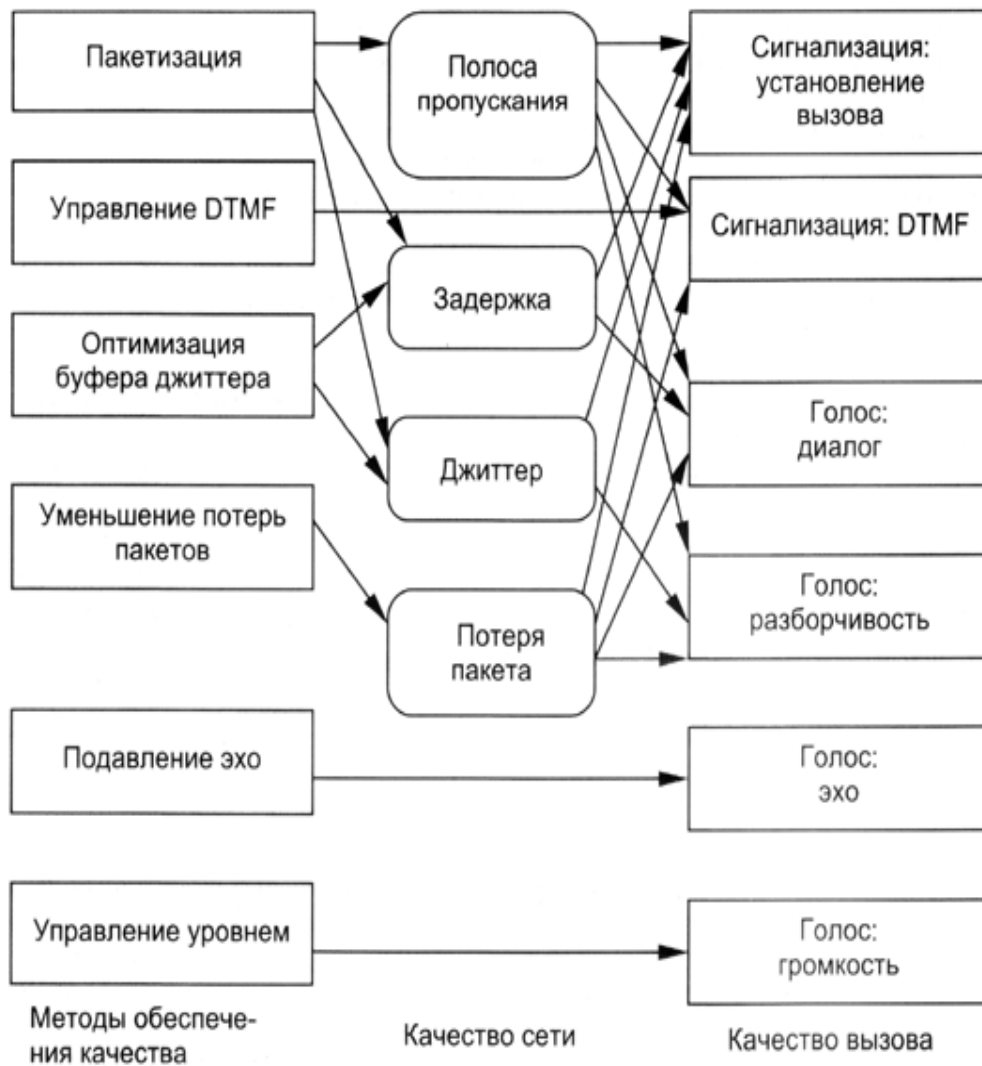 Пакетизация
Управление DTMF
Оптимизация
буфера джиттера
Уменьшение потерь
пакетов
Подавление эхо
Управление уровнем
Методы обеспече-
ния качества
Полоса
пропускания
Задержка
Джиттер
Потеря
пакета
Качество сети
Сигнализация:
установление
вызова
Сигнализация: DTMF
Голос:
диалог
Голос:
разборчивость
Голос:
эхо
Голос:
громкость
Качество вызова